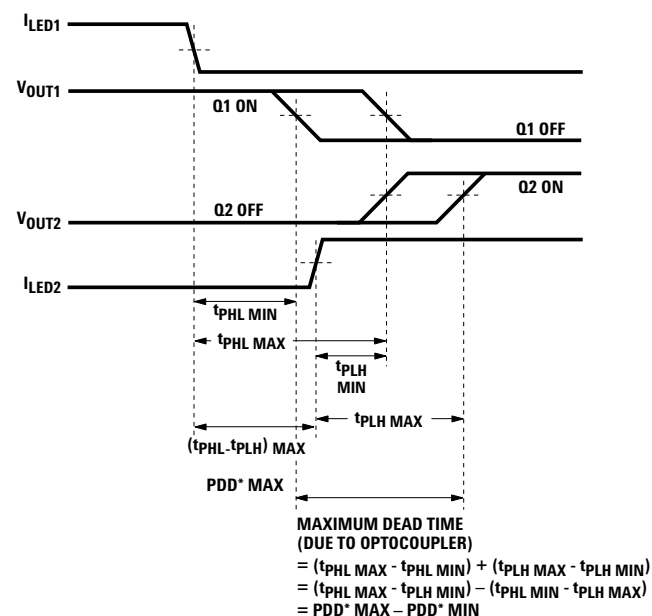 ILED1
VOUT1
Q1 ON
Q1 OFF
Q2 OFF
Q2 ON
VOUT2
ILED2
tPHL MIN
tPHL MAX
tPLH
MIN
tPLH MAX
(tPHL-tPLH) MAX
PDD* MAX
MAXIMUM DEAD TIME
(DUE TO OPTOCOUPLER)
= (tPHL MAX - tPHL MIN) + (tPLH MAX - tPLH MIN)
= (tPHL MAX - tPLH MIN) – (tPHL MIN - tPLH MAX)
= PDD* MAX – PDD* MIN